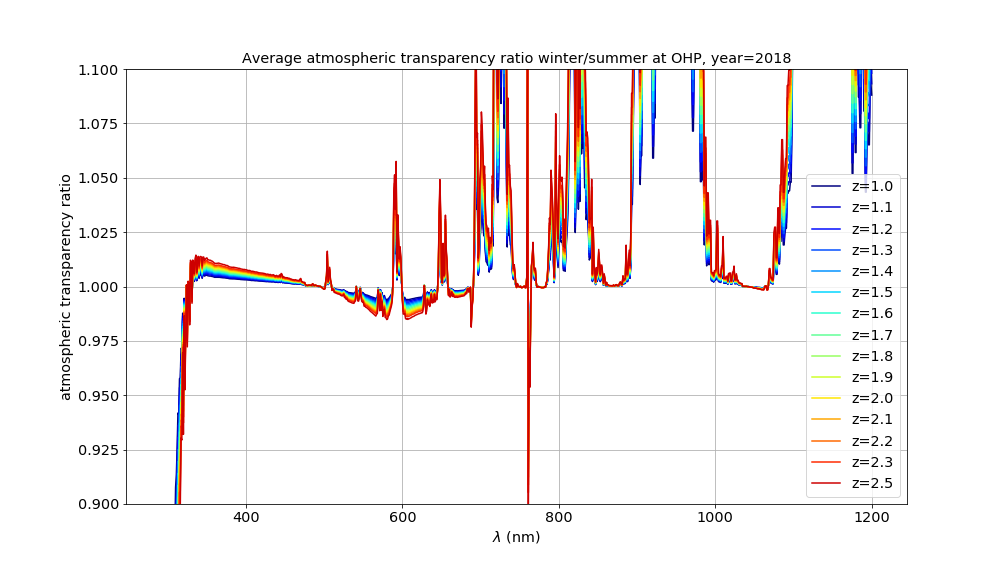 Average atmospheric transparency ratio winter/summer at OHP, year=2018
atmospheric transparency ratio
1.100
1.075
1.050
1.025
1.000
0.975
0.950
0.925
0.900
z=1.0
z=1.1
z=1.2
z=1.3
z=1.4
z=1.5
z=1.6
z=1.7
z=1.8
z=1.9
z=2.0
z=2.1
z=2.2
z=2.3
z=2.5
400 600 800 1000 1200
λ (nm)